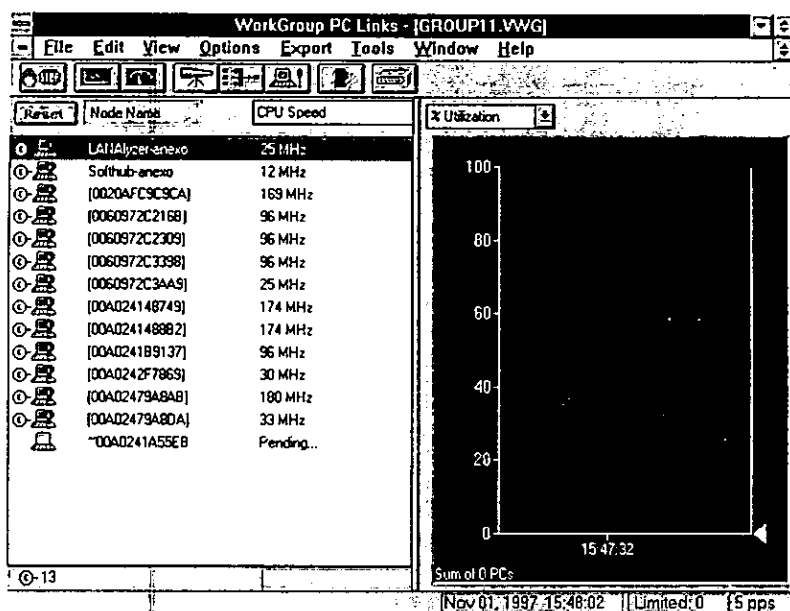 WorkGroup PC Links - [GROUP11.VWG]
File Edit View Options Export Tools Window Help
Reset Node Name CPU Speed
LANAlyzer-anexo 25 MHz
Softhub-anexo 12 MHz
[0020AFC9C9CA] 169 MHz
[0060972C2168] 96 MHz
[0060972C2309] 96 MHz
[0060972C3398] 96 MHz
[0060972C3AA9] 25 MHz
[00A024148749] 174 MHz
[00A0241488B2] 174 MHz
[00A0241B9137] 96 MHz
[00A0242F7869] 30 MHz
[00A02479A8AB] 180 MHz
[00A02479A8DA] 33 MHz
~00A0241A55EB Pending...
©-13
% Utilization
100
80
60
40
20
0
15:47:32
Sum of 0 PCs
Nov 01, 1997 15:48:02 Limited: 0 5 pps